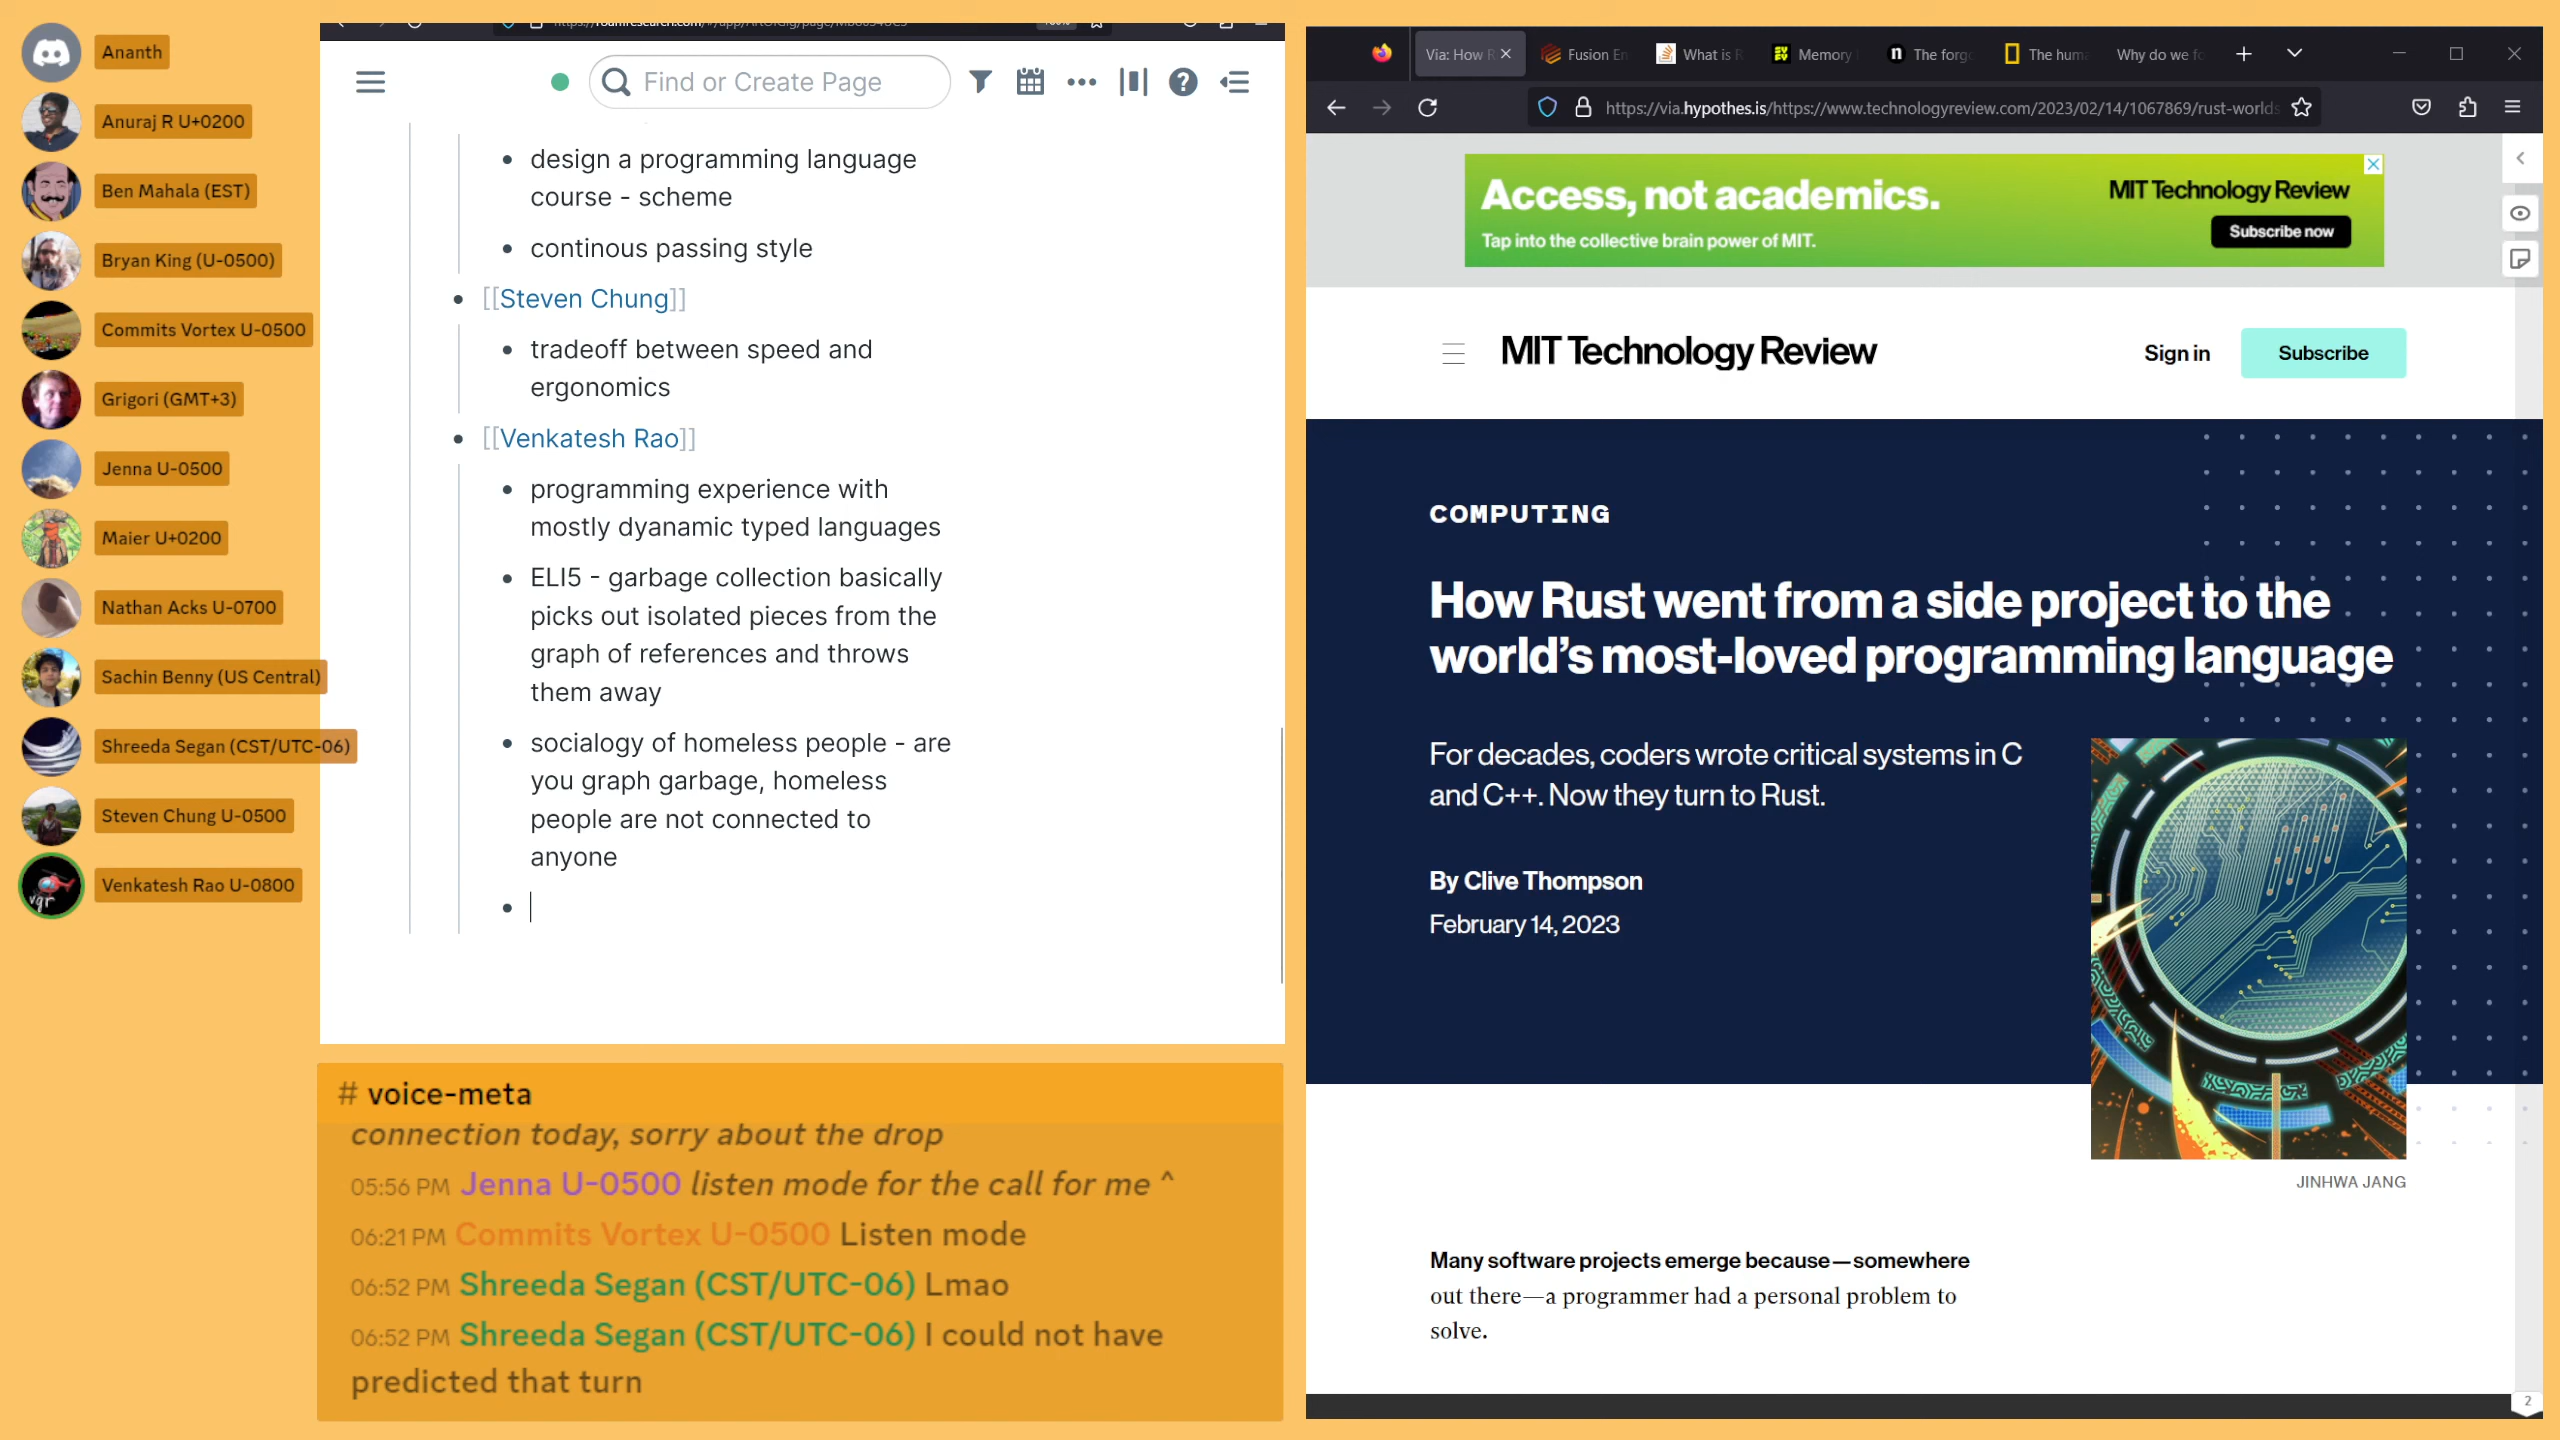 Ananth
Anuraj R U+0200
Ben Mahala (EST)
Bryan King (U-0500)
Commits Vortex U-0500
Grigori (GMT+3)
Jenna U-0500
Maier U+0200
Nathan Acks U-0700
Sachin Benny (US Central)
Shreeda Segan (CST/UTC-06)
Steven Chung U-0500
vgr
Venkatesh Rao U-0800
Find or Create Page
design a programming language
course - scheme
continous passing style
[[Steven Chung]]
tradeoff between speed and
ergonomics
[[Venkatesh Rao]]
programming experience with
mostly dyanamic typed languages
ELI5 - garbage collection basically
picks out isolated pieces from the
graph of references and throws
them away
socialogy of homeless people - are
you graph garbage, homeless
people are not connected to
anyone
# voice-meta
connection today, sorry about the drop
05:56 PM Jenna U-0500 listen mode for the call for me ^
06:21 PM Commits Vortex U-0500 Listen mode
06:52 PM Shreeda Segan (CST/UTC-06) Lmao
06:52 PM Shreeda Segan (CST/UTC-06) I could not have
predicted that turn
Via: How R
Fusion En
What is R
Memory
The forgo
The huma
Why do we fo
https://via.hypothes.is/https://www.technologyreview.com/2023/02/14/1067869/rust-worlds
Access, not academics.
Tap into the collective brain power of MIT.
MIT Technology Review
Subscribe now
MIT Technology Review
Sign in
Subscribe
COMPUTING
How Rust went from a side project to the
world's most-loved programming language
For decades, coders wrote critical systems in C
and C++. Now they turn to Rust.
By Clive Thompson
February 14, 2023
JINHWA JANG
Many software projects emerge because—somewhere
out there—a programmer had a personal problem to
solve.
2